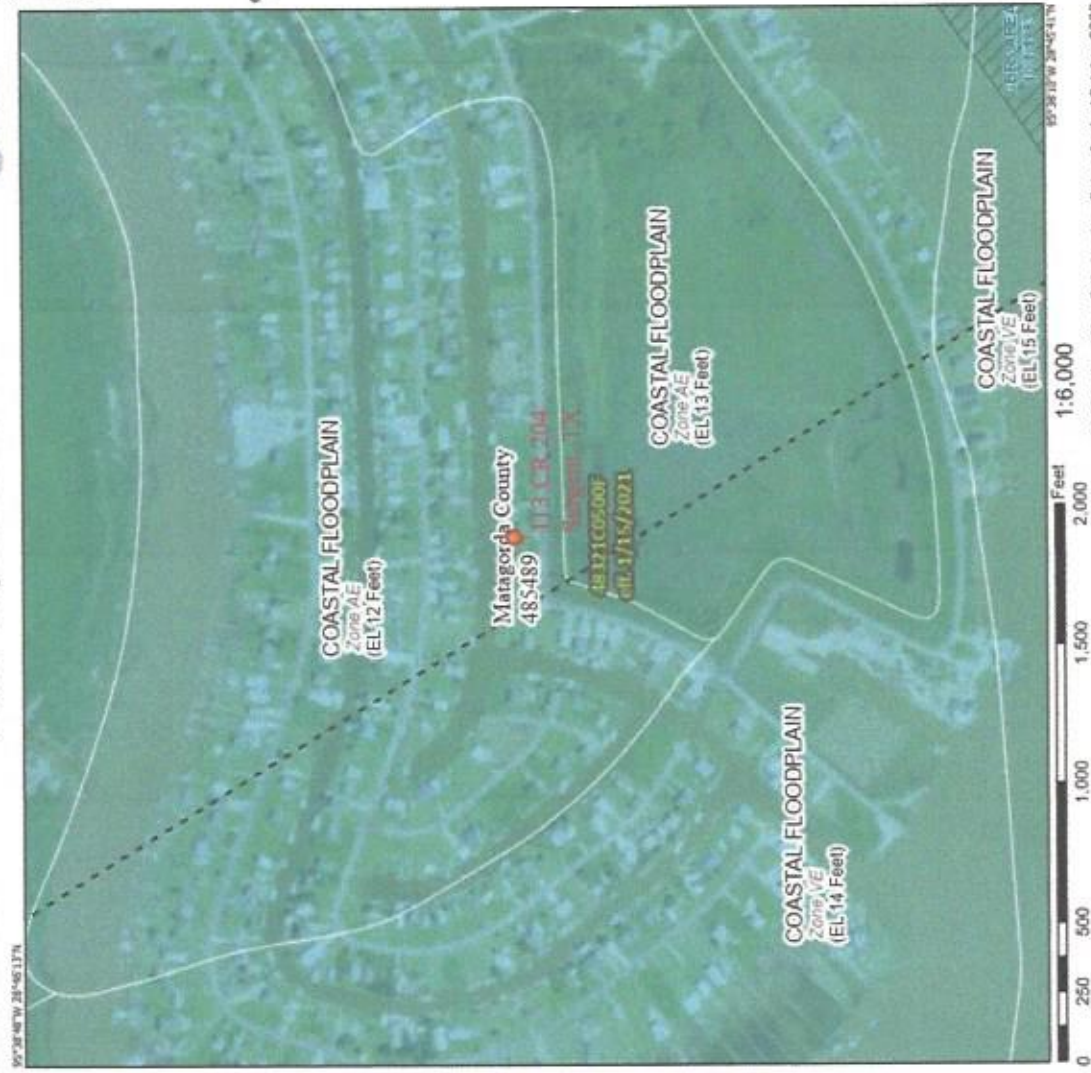 COASTAL FLOODPLAIN
Zone AE
(EL 12 Feet)
Matagorda County
485489
113 CR 204
Sargent, TX
COASTAL FLOODPLAIN
Zone AE
(EL 13 Feet)
48321C0500F
eff. 1/15/2021
COASTAL FLOODPLAIN
Zone VE
(EL 14 Feet)
COASTAL FLOODPLAIN
Zone VE
(EL 15 Feet)
Feet
1:6,000
0
250
500
1,000
1,500
2,000